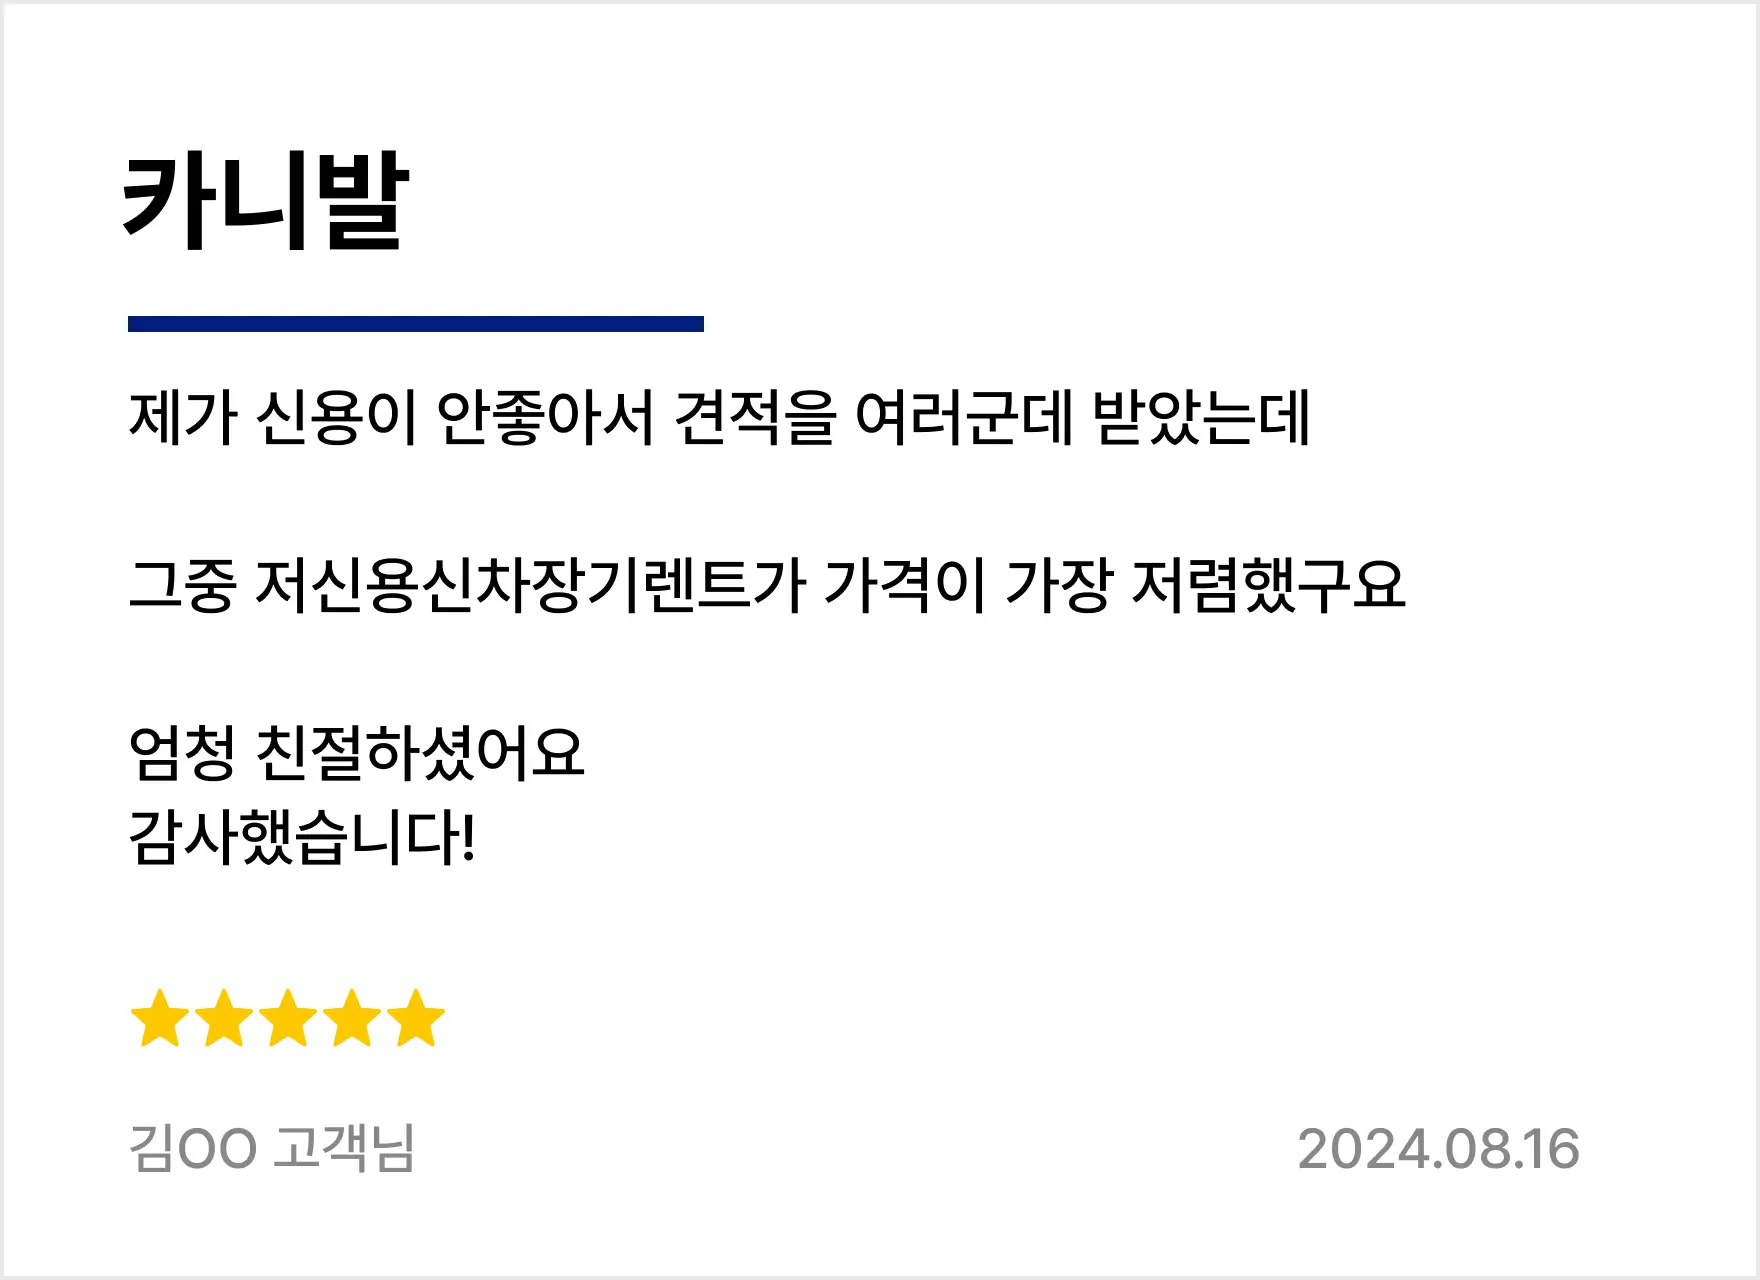 카니발
제가 신용이 안좋아서 견적을 여러군데 받았는데
그중 저신용신차장기렌트가 가격이 가장 저렴했구요
엄청 친절하셨어요
감사했습니다!
김OO 고객님
2024.08.16